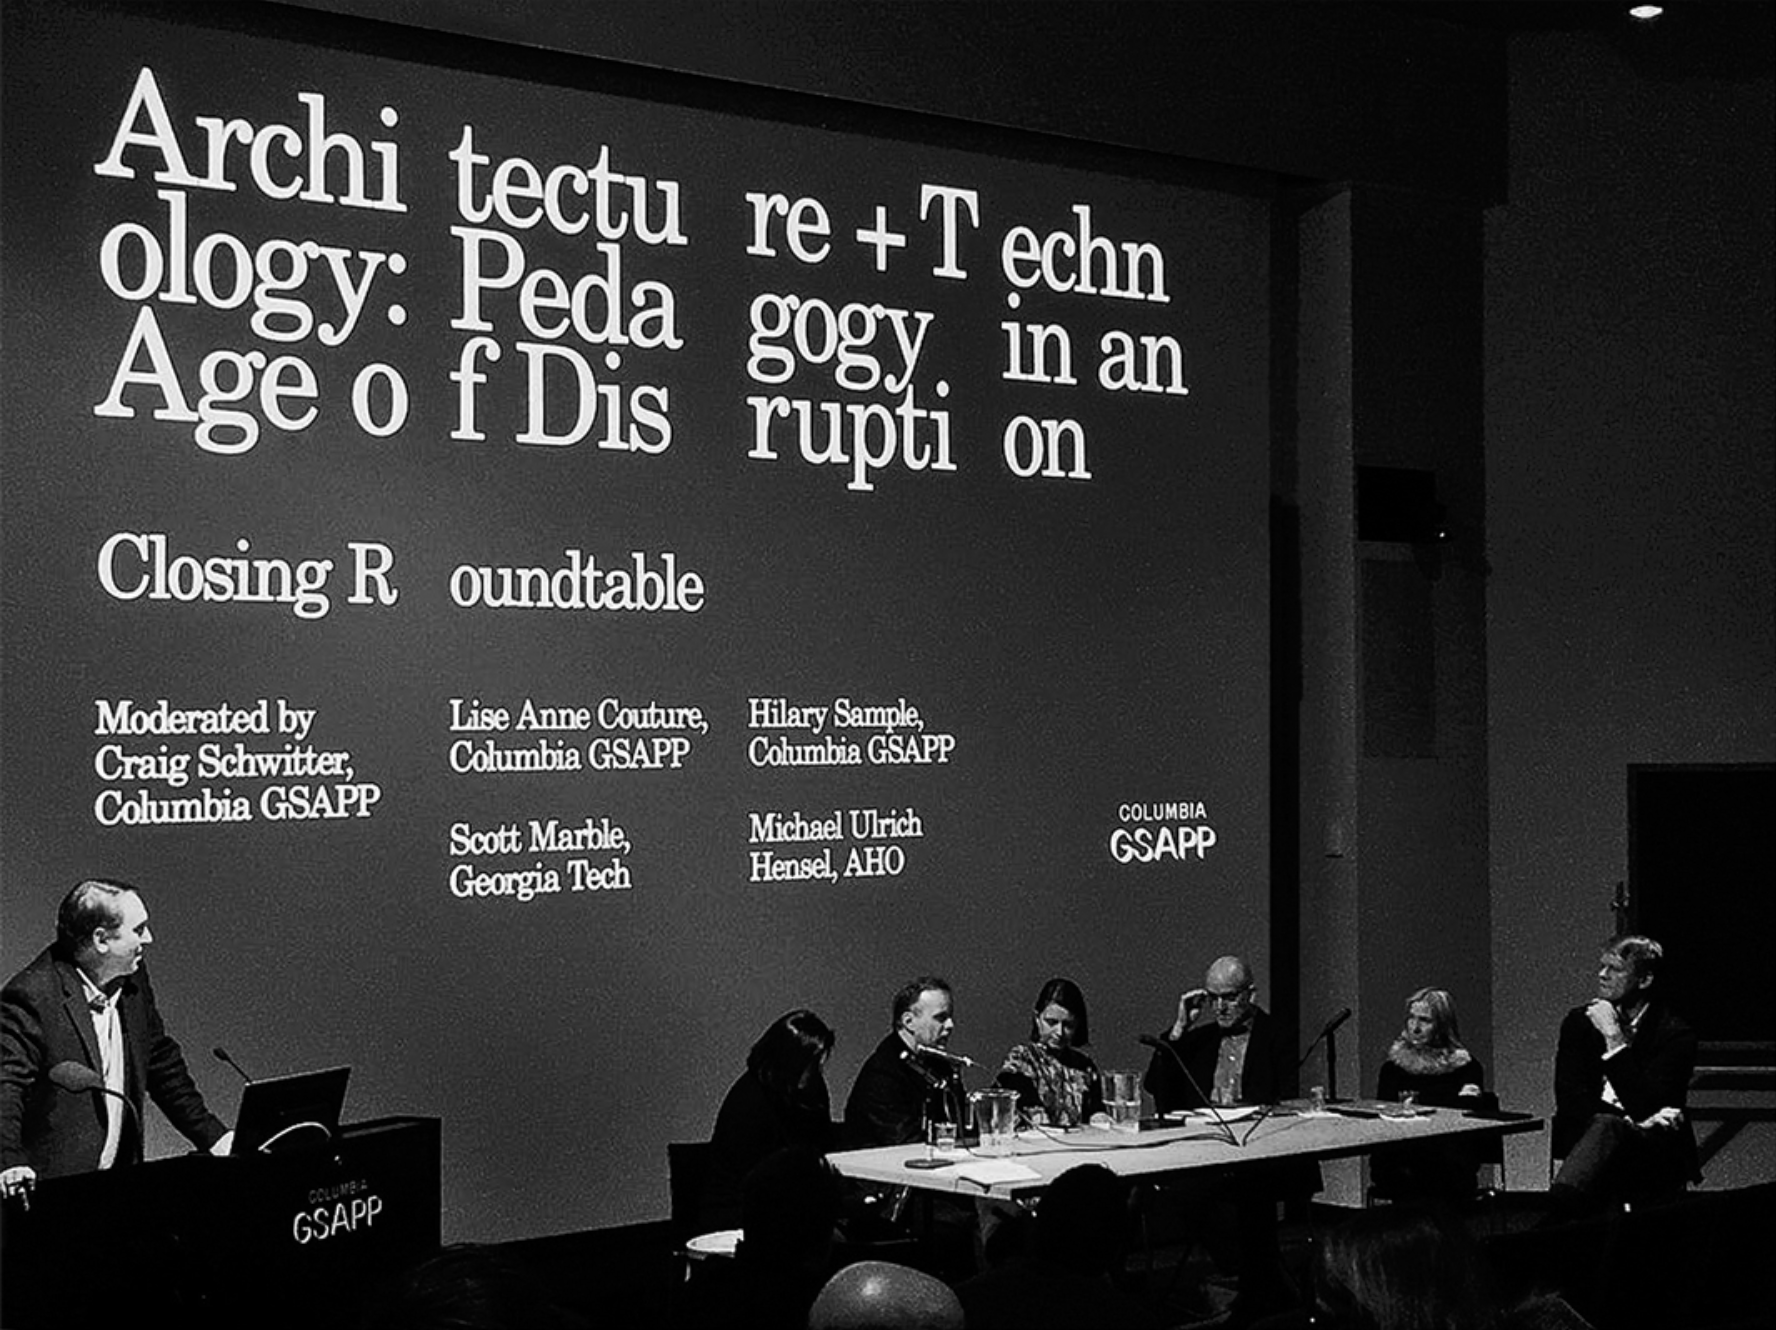 Archi tectu re + T echn
ology: Peda gogy in an
Age o f Dis rupti on
Closing R oundtable
Moderated by
Craig Schwitter,
Columbia GSAPP
Lise Anne Couture,
Columbia GSAPP
Scott Marble,
Georgia Tech
Hilary Sample,
Columbia GSAPP
Michael Ulrich
Hensel, AHO
COLUMBIA
GSAPP
COLUMBIA
GSAPP